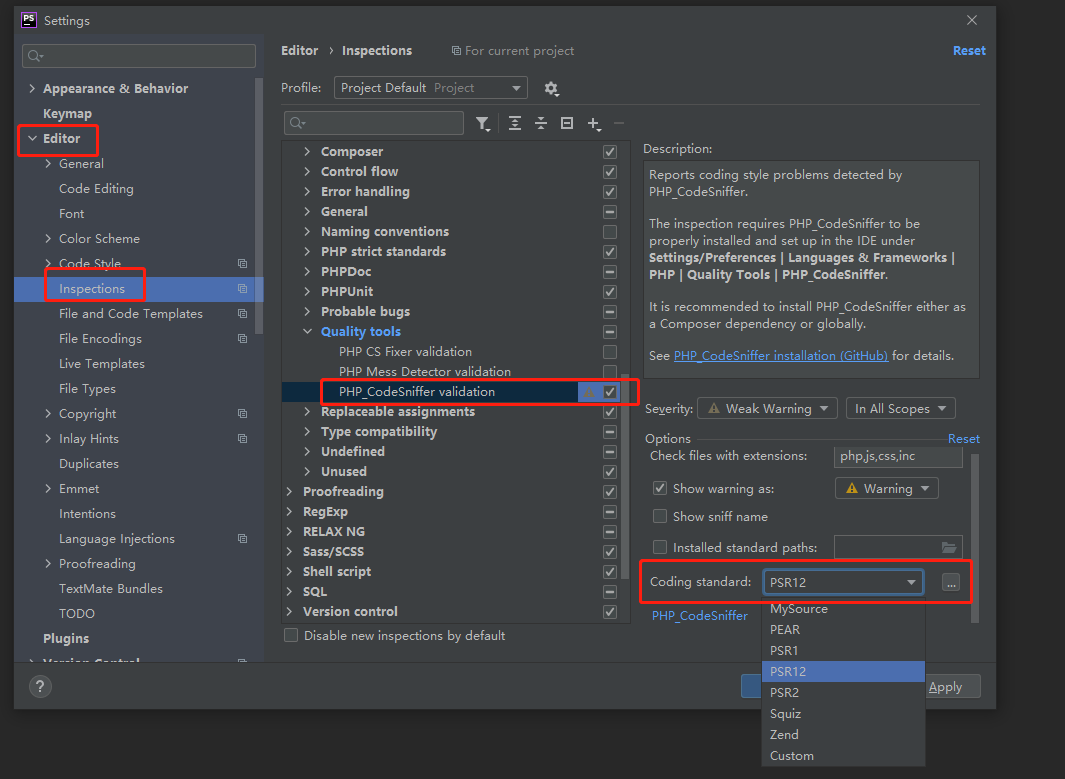 PS Settings
Editor › Inspections For current project Reset
Profile: Project Default Project
Appearance & Behavior
Keymap
Editor
General
Code Editing
Font
Color Scheme
Code Style
Inspections
File and Code Templates
File Encodings
Live Templates
File Types
Copyright
Inlay Hints
Duplicates
Emmet
Intentions
Language Injections
Proofreading
TextMate Bundles
TODO
Plugins
Version Control
?
Composer
Control flow
Error handling
General
Naming conventions
PHP strict standards
PHPDoc
PHPUnit
Probable bugs
Quality tools
PHP CS Fixer validation
PHP Mess Detector validation
PHP_CodeSniffer validation
Replaceable assignments
Type compatibility
Undefined
Unused
Proofreading
RegExp
RELAX NG
Sass/SCSS
Shell script
SQL
Version control
Disable new inspections by default
Description:
Reports coding style problems detected by
PHP_CodeSniffer.
The inspection requires PHP_CodeSniffer to be
properly installed and set up in the IDE under
Settings/Preferences | Languages & Frameworks |
PHP | Quality Tools | PHP_CodeSniffer.
It is recommended to install PHP_CodeSniffer either as
a Composer dependency or globally.
See PHP_CodeSniffer installation (GitHub) for details.
Severity: Weak Warning In All Scopes
Options Reset
Check files with extensions: php,js,css,inc
Show warning as: Warning
Show sniff name
Installed standard paths:
Coding standard: PSR12 ...
PHP_CodeSniffer
MySource
PEAR
PSR1
PSR12
PSR2
Squiz
Zend
Custom
Apply